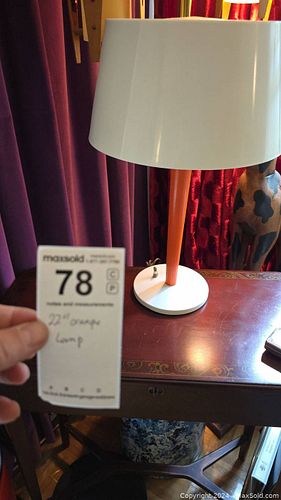 maxsold
78
C
P
notes and measurements
22" orange
Lamp
A B C D
Copyright 2024 - MaxSold.com